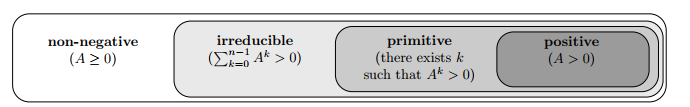 non-negative
(A ≥ 0)
irreducible
(∑_{k=0}^{n−1} A^k > 0)
primitive
(there exists k
such that A^k > 0)
positive
(A > 0)